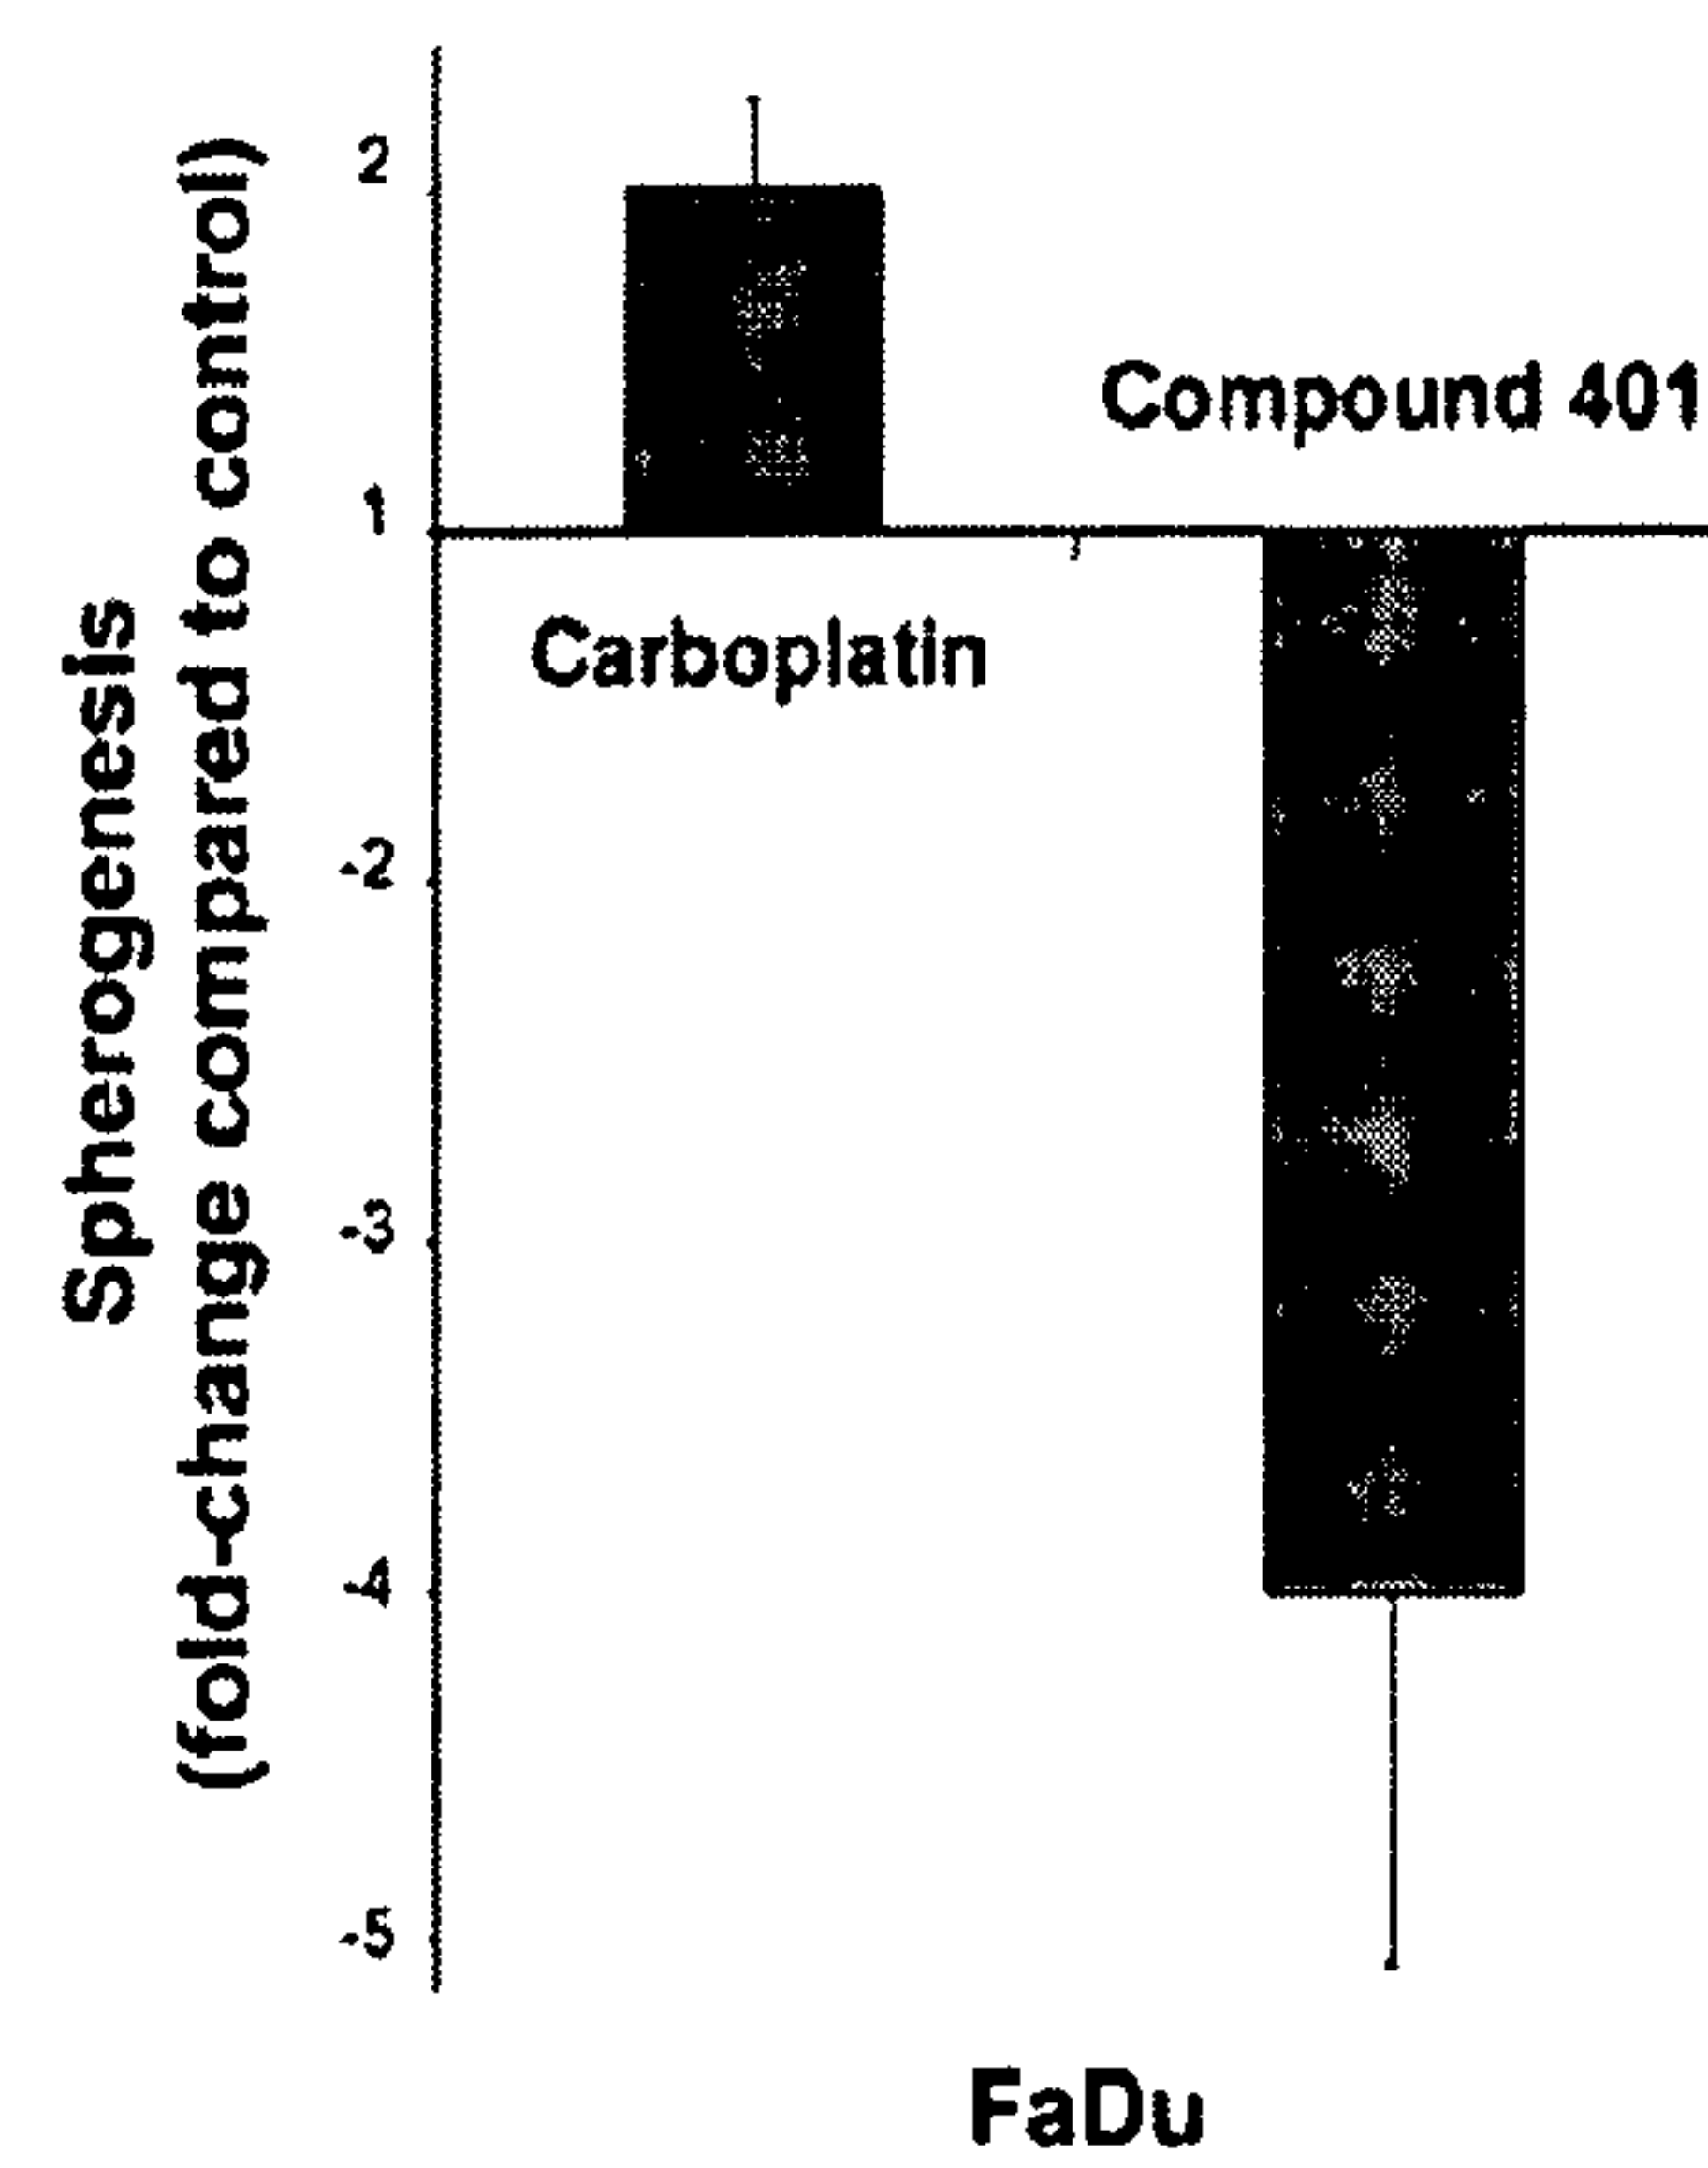 Spherogenesis
(fold-change compared to control)
2
1
-2
-3
-4
-5
Compound 401
Carboplatin
FaDu